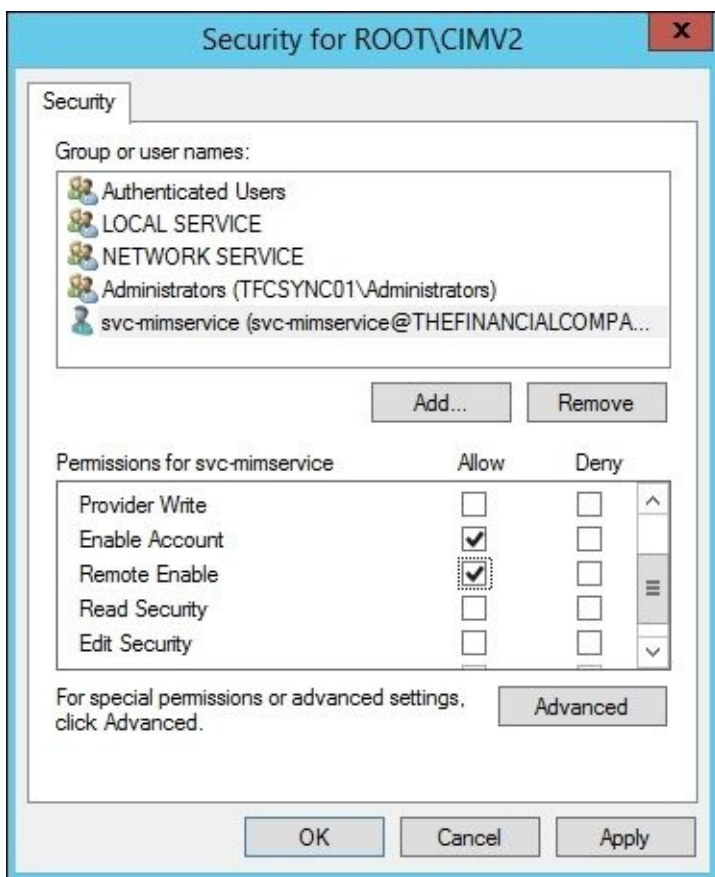 Security for ROOT\CIMV2
x
Security
Group or user names:
Authenticated Users
LOCAL SERVICE
NETWORK SERVICE
Administrators (TFCSYNC01\Administrators)
svc-mimservice (svc-mimservice@THEFINANCIALCOMPA...
Add... Remove
Permissions for svc-mimservice Allow Deny
Provider Write
Enable Account
Remote Enable
Read Security
Edit Security
For special permissions or advanced settings,
click Advanced.
Advanced
OK Cancel Apply